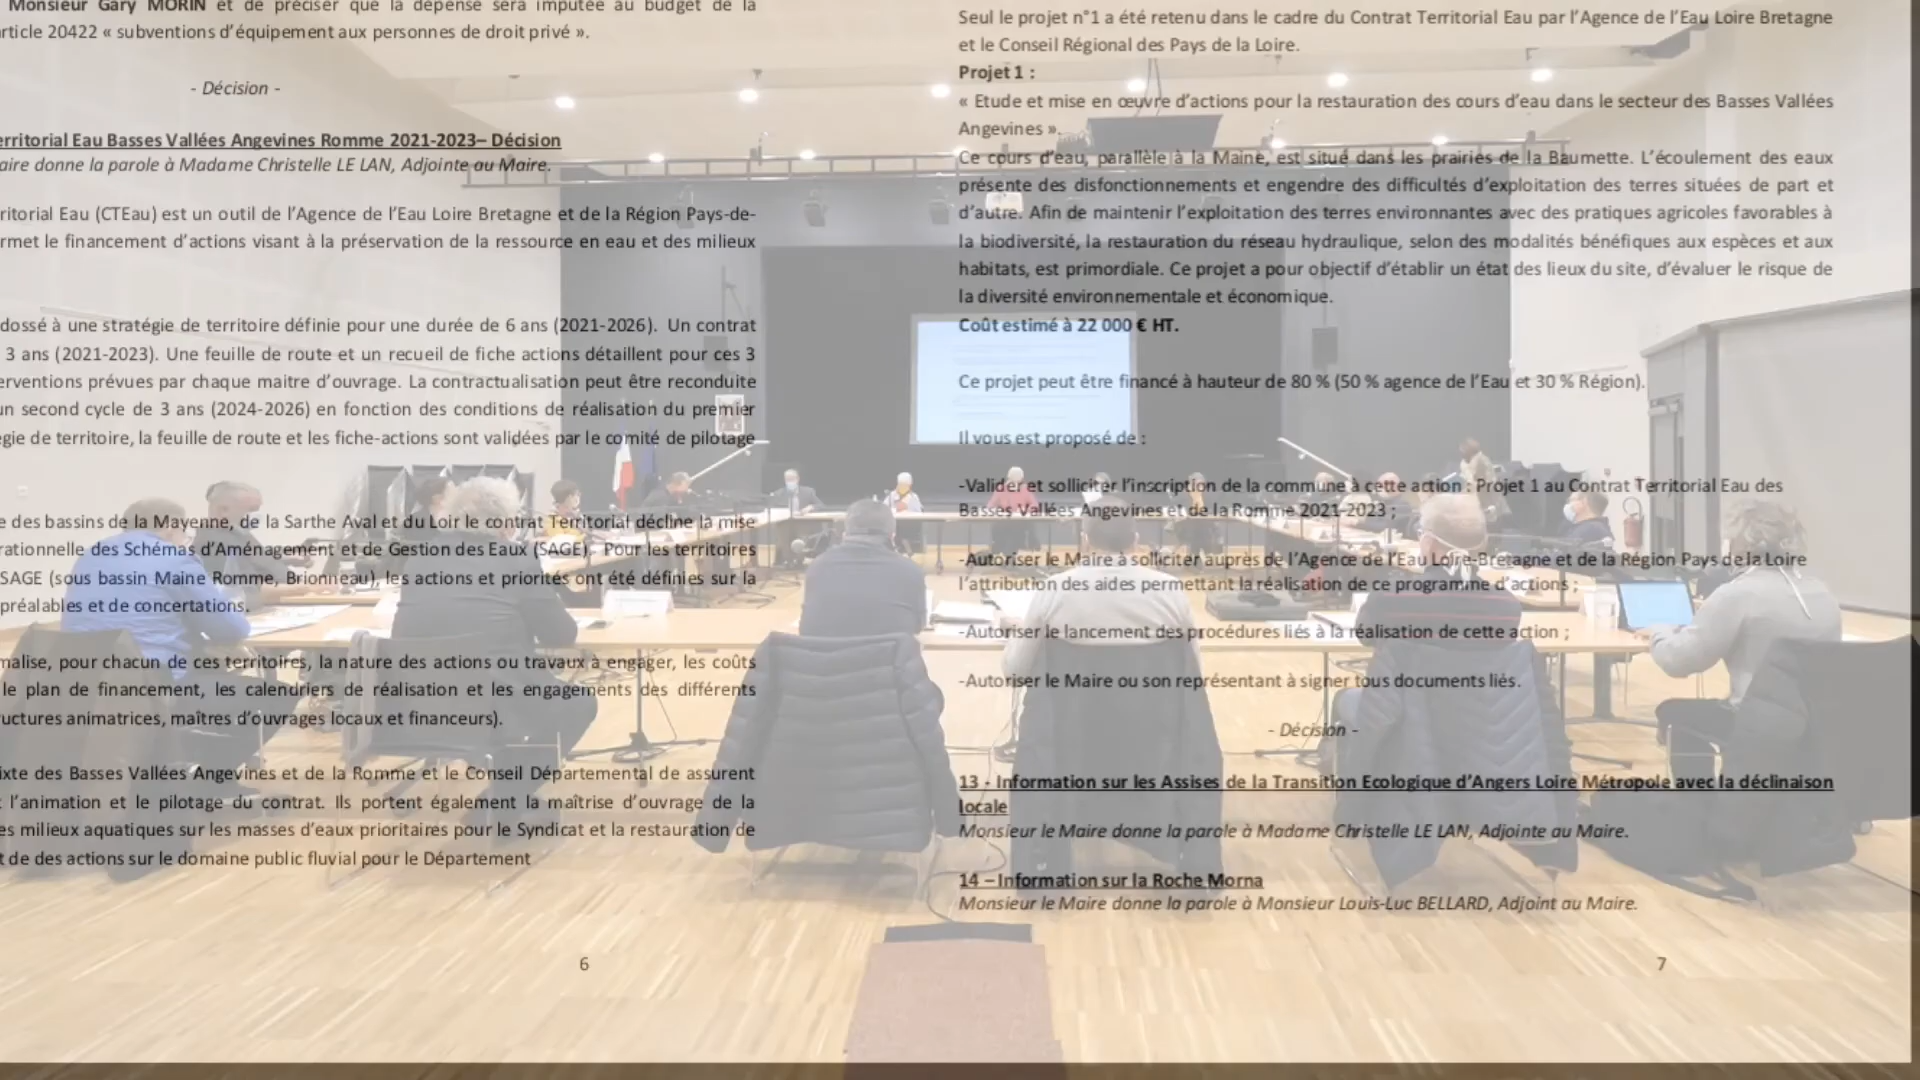 Monsieur Gary MORIN et de préciser que la dépense sera imputée au budget de la
rticle 20422 « subventions d'équipement aux personnes de droit privé ».
- Décision -
erritorial Eau Basses Vallées Angevines Romme 2021-2023– Décision
aire donne la parole à Madame Christelle LE LAN, Adjointe au Maire.
ritorial Eau (CTEau) est un outil de l'Agence de l'Eau Loire Bretagne et de la Région Pays-de-
rmet le financement d'actions visant à la préservation de la ressource en eau et des milieux
dossé à une stratégie de territoire définie pour une durée de 6 ans (2021-2026). Un contrat
3 ans (2021-2023). Une feuille de route et un recueil de fiche actions détaillent pour ces 3
erventions prévues par chaque maitre d'ouvrage. La contractualisation peut être reconduite
un second cycle de 3 ans (2024-2026) en fonction des conditions de réalisation du premier
égie de territoire, la feuille de route et les fiche-actions sont validées par le comité de pilotage
e des bassins de la Mayenne, de la Sarthe Aval et du Loir le contrat Territorial décline la mise
rationnelle des Schémas d'Aménagement et de Gestion des Eaux (SAGE). Pour les territoires
SAGE (sous bassin Maine Romme, Brionneau), les actions et priorités ont été définies sur la
préalables et de concertations.
malise, pour chacun de ces territoires, la nature des actions ou travaux à engager, les coûts
le plan de financement, les calendriers de réalisation et les engagements des différents
uctures animatrices, maîtres d'ouvrages locaux et financeurs).
ixte des Basses Vallées Angevines et de la Romme et le Conseil Départemental de assurent
l'animation et le pilotage du contrat. Ils portent également la maîtrise d'ouvrage de la
es milieux aquatiques sur les masses d'eaux prioritaires pour le Syndicat et la restauration de
t de des actions sur le domaine public fluvial pour le Département
6
Seul le projet n°1 a été retenu dans le cadre du Contrat Territorial Eau par l'Agence de l'Eau Loire Bretagne
et le Conseil Régional des Pays de la Loire.
Projet 1 :
« Etude et mise en œuvre d'actions pour la restauration des cours d'eau dans le secteur des Basses Vallées
Angevines ».
Ce cours d'eau, parallèle à la Maine, est situé dans les prairies de la Baumette. L'écoulement des eaux
présente des disfonctionnements et engendre des difficultés d'exploitation des terres situées de part et
d'autre. Afin de maintenir l'exploitation des terres environnantes avec des pratiques agricoles favorables à
la biodiversité, la restauration du réseau hydraulique, selon des modalités bénéfiques aux espèces et aux
habitats, est primordiale. Ce projet a pour objectif d'établir un état des lieux du site, d'évaluer le risque de
la diversité environnementale et économique.
Coût estimé à 22 000 € HT.
Ce projet peut être financé à hauteur de 80 % (50 % agence de l'Eau et 30 % Région).
Il vous est proposé de :
-Valider et solliciter l'inscription de la commune à cette action : Projet 1 au Contrat Territorial Eau des
Basses Vallées Angevines et de la Romme 2021-2023 ;
-Autoriser le Maire à solliciter auprès de l'Agence de l'Eau Loire-Bretagne et de la Région Pays de la Loire
l'attribution des aides permettant la réalisation de ce programme d'actions ;
-Autoriser le lancement des procédures liés à la réalisation de cette action ;
-Autoriser le Maire ou son représentant à signer tous documents liés.
- Décision -
13 - Information sur les Assises de la Transition Ecologique d'Angers Loire Métropole avec la déclinaison
locale
Monsieur le Maire donne la parole à Madame Christelle LE LAN, Adjointe au Maire.
14 – Information sur la Roche Morna
Monsieur le Maire donne la parole à Monsieur Louis-Luc BELLARD, Adjoint au Maire.
7